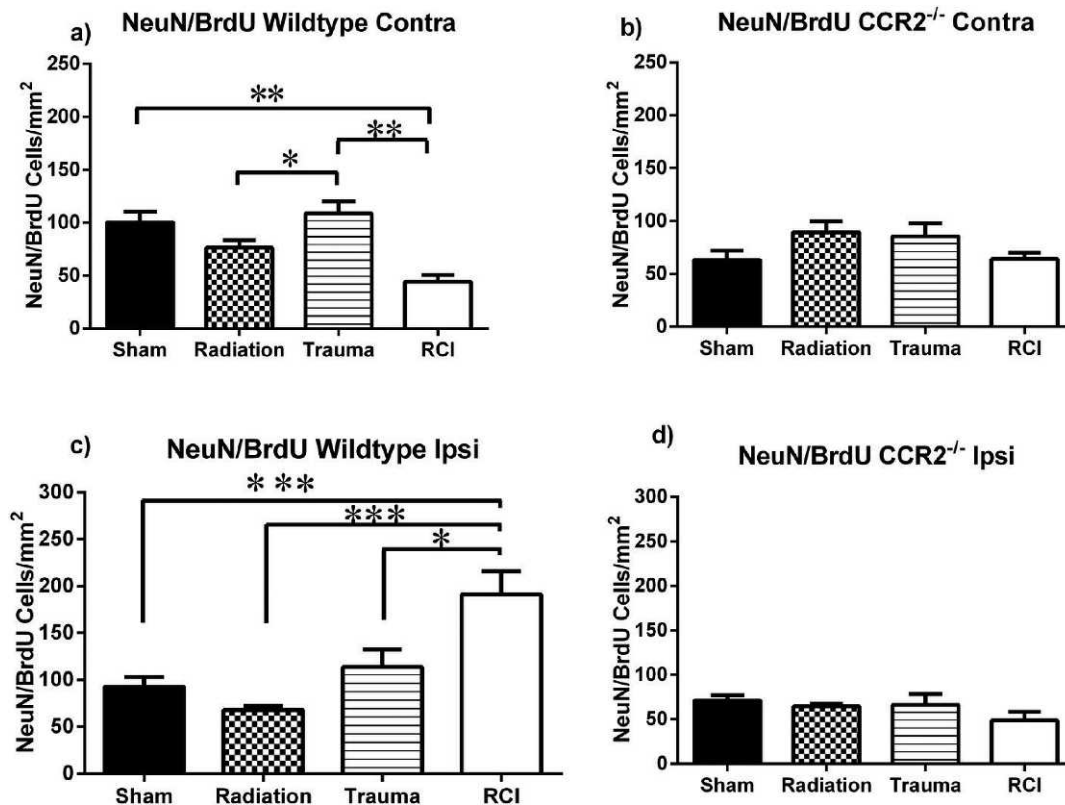 a)
NeuN/BrdU Wildtype Contra
NeuN/BrdU Cells/mm²
250
200
150
100
50
0
**
**
*
Sham Radiation Trauma RCI
b)
NeuN/BrdU CCR2⁻/⁻ Contra
NeuN/BrdU Cells/mm²
250
200
150
100
50
0
Sham Radiation Trauma RCI
c)
NeuN/BrdU Wildtype Ipsi
NeuN/BrdU Cells/mm²
300
250
200
150
100
50
0
* **
***
*
Sham Radiation Trauma RCI
d)
NeuN/BrdU CCR2⁻/⁻ Ipsi
NeuN/BrdU Cells/mm²
300
250
200
150
100
50
0
Sham Radiation Trauma RCI